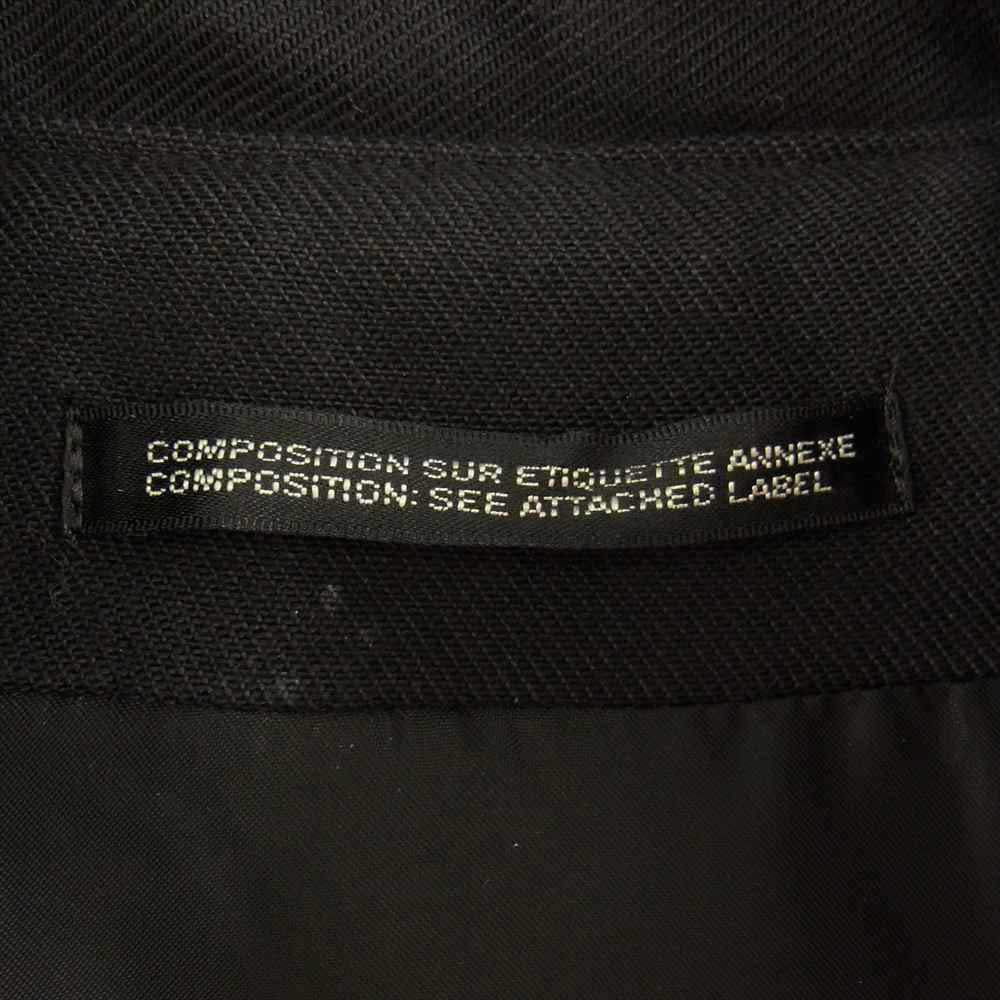 COMPOSITION SUR ETIQUETTE ANNEXE
COMPOSITION: SEE ATTACHED LABEL